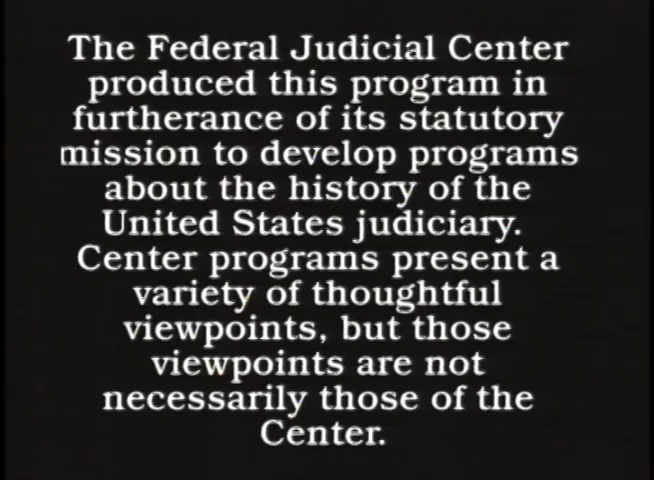 The Federal Judicial Center
produced this program in
furtherance of its statutory
mission to develop programs
about the history of the
United States judiciary.
Center programs present a
variety of thoughtful
viewpoints, but those
viewpoints are not
necessarily those of the
Center.